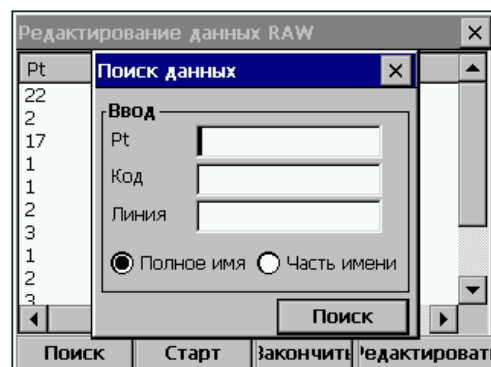 Редактирование данных RAW
Pt
Поиск данных
22
2
17
1
1
2
3
1
2
3
Ввод
Pt
Код
Линия
Полное имя Часть имени
Поиск
Поиск Старт Закончить Редактироват